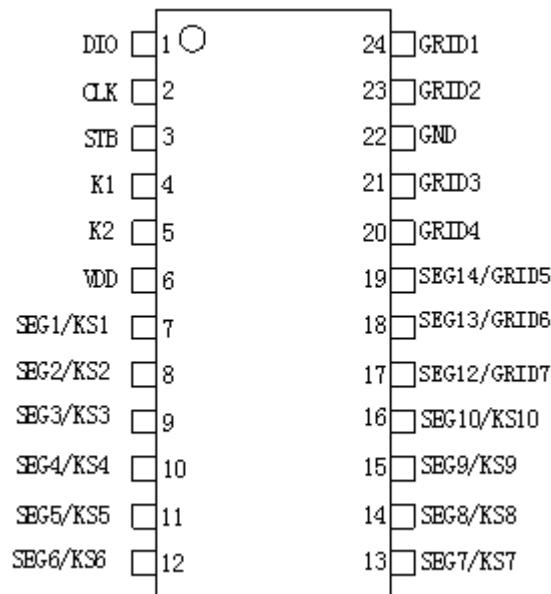 DIO 1 24 GRID1
CLK 2 23 GRID2
STB 3 22 GND
K1 4 21 GRID3
K2 5 20 GRID4
VDD 6 19 SEG14/GRID5
SEG1/KS1 7 18 SEG13/GRID6
SEG2/KS2 8 17 SEG12/GRID7
SEG3/KS3 9 16 SEG10/KS10
SEG4/KS4 10 15 SEG9/KS9
SEG5/KS5 11 14 SEG8/KS8
SEG6/KS6 12 13 SEG7/KS7